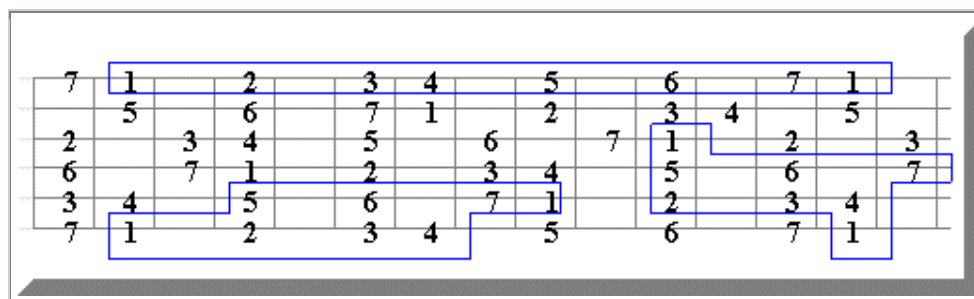 7 1 2 3 4 5 6 7 1
5 6 7 1 2 3 4 5
2 3 4 5 6 7 1 2 3
6 7 1 2 3 4 5 6 7
3 4 5 6 7 1 2 3 4
7 1 2 3 4 5 6 7 1